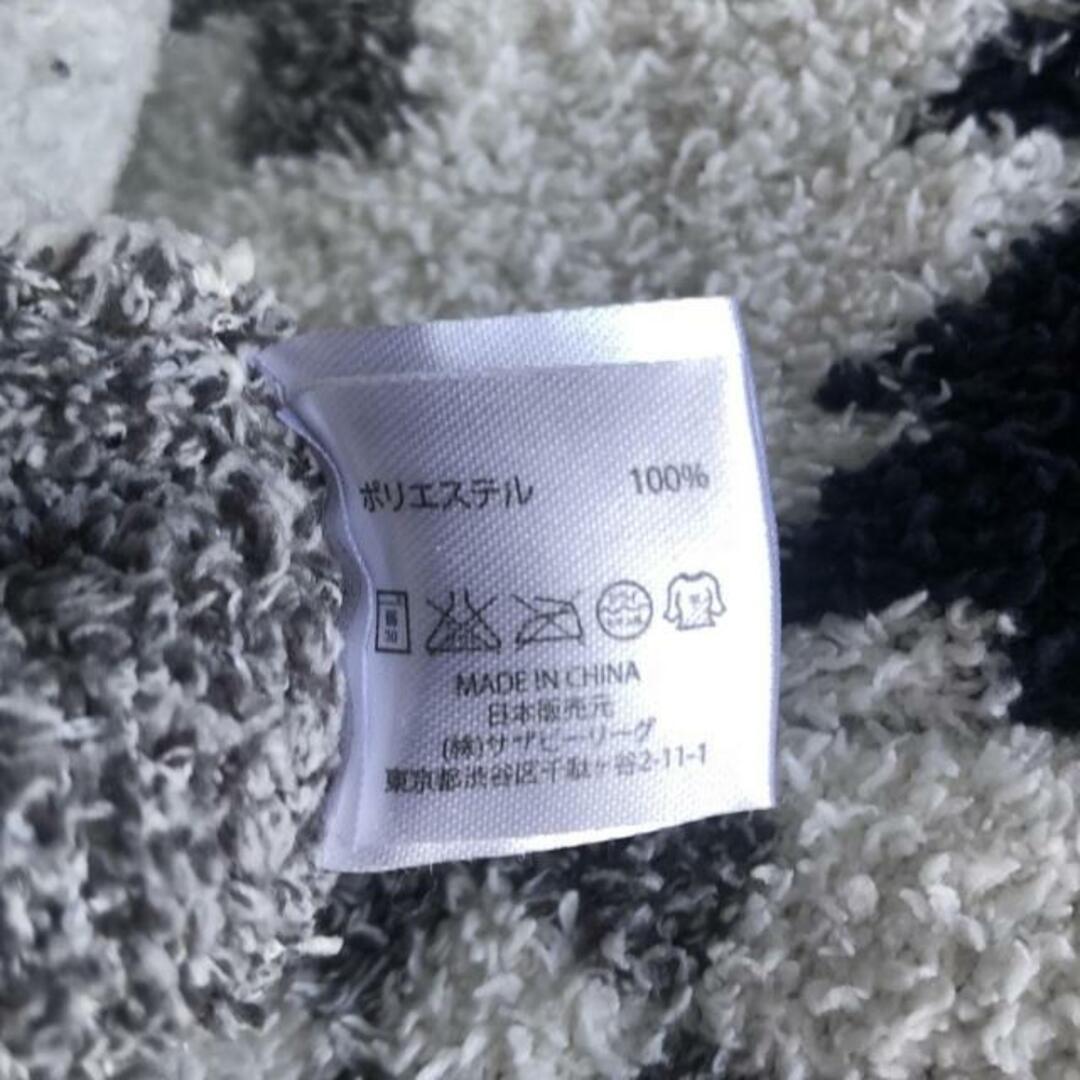 ポリエステル 100%
MADE IN CHINA
日本販売元
(株)サザビーリーグ
東京都渋谷区千駄ヶ谷2-11-1